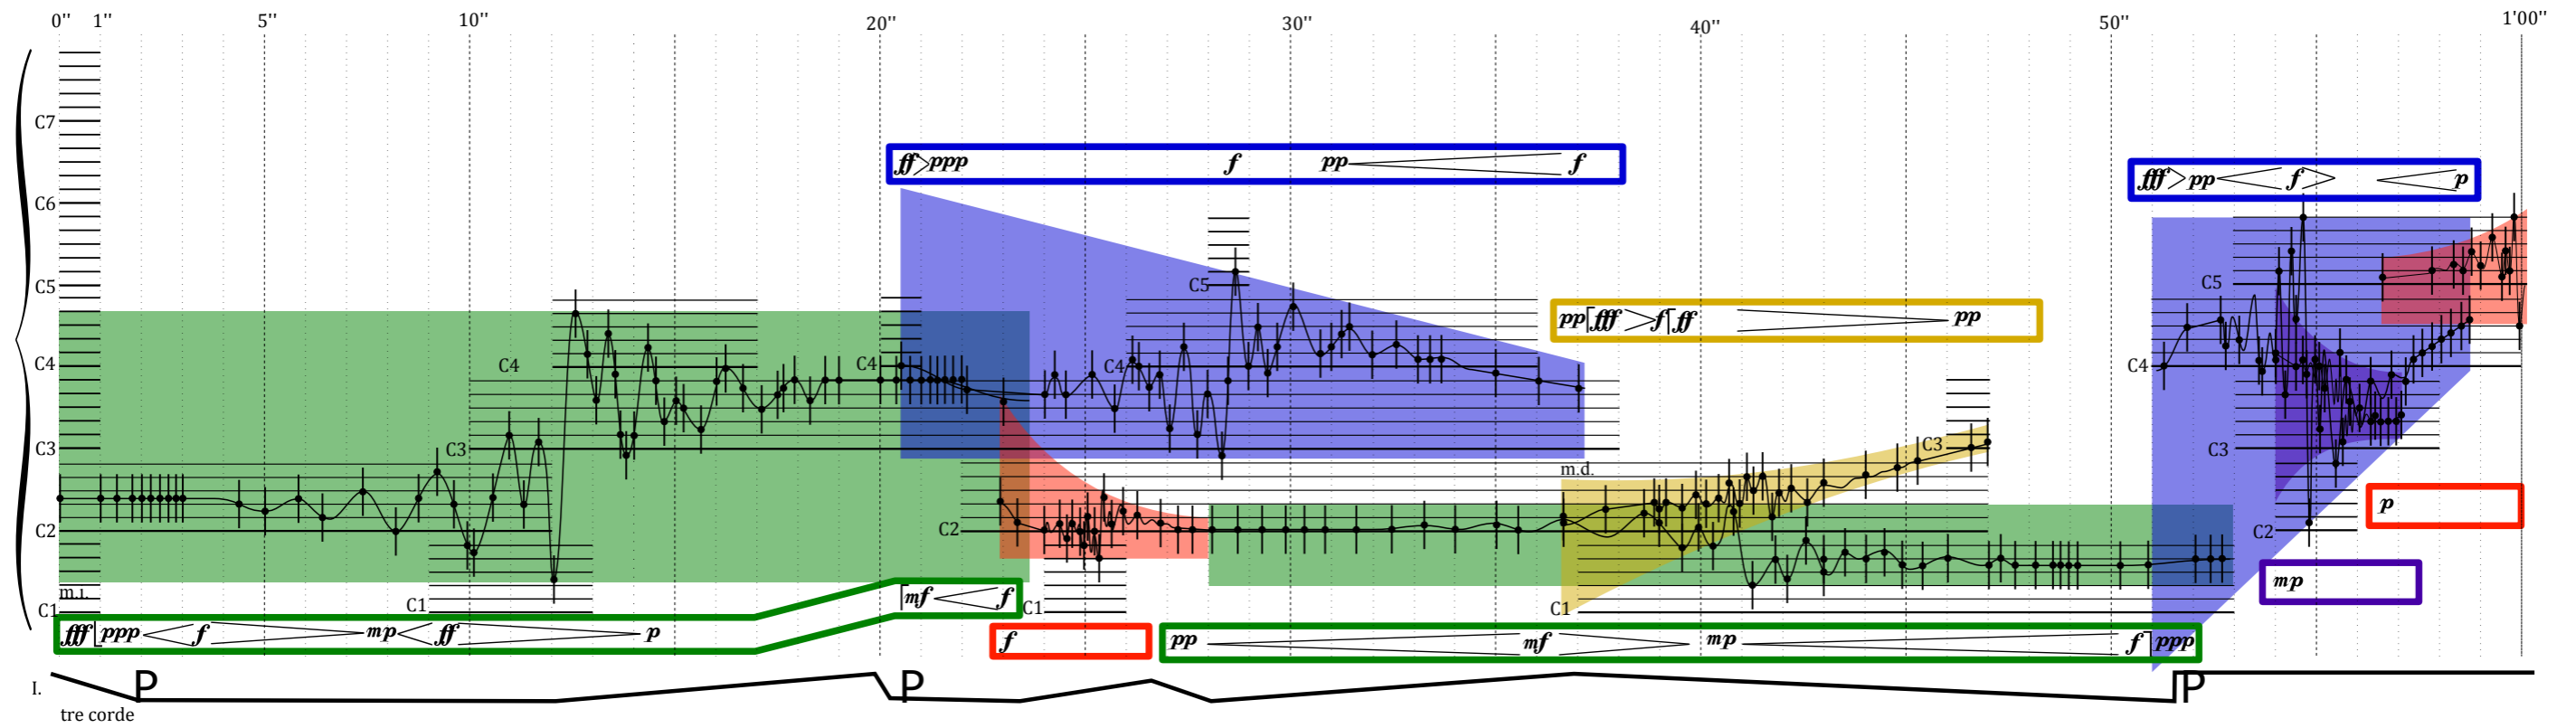 0'' 1'' 5'' 10'' 20'' 30'' 40'' 50'' 1'00''
C7
ff>ppp f pp f
fff>pp f p
C6
C5 C5 C5
pp fff f ff pp
C4 C4 C4 C4 C4
C3 C3 C3 C3
m.d.
C2 C2 C2
p
mp
m.i.
C1 C1 C1 C1
mf f
fff ppp f mp ff p
f
pp mf mp f ppp
I. P P P
tre corde